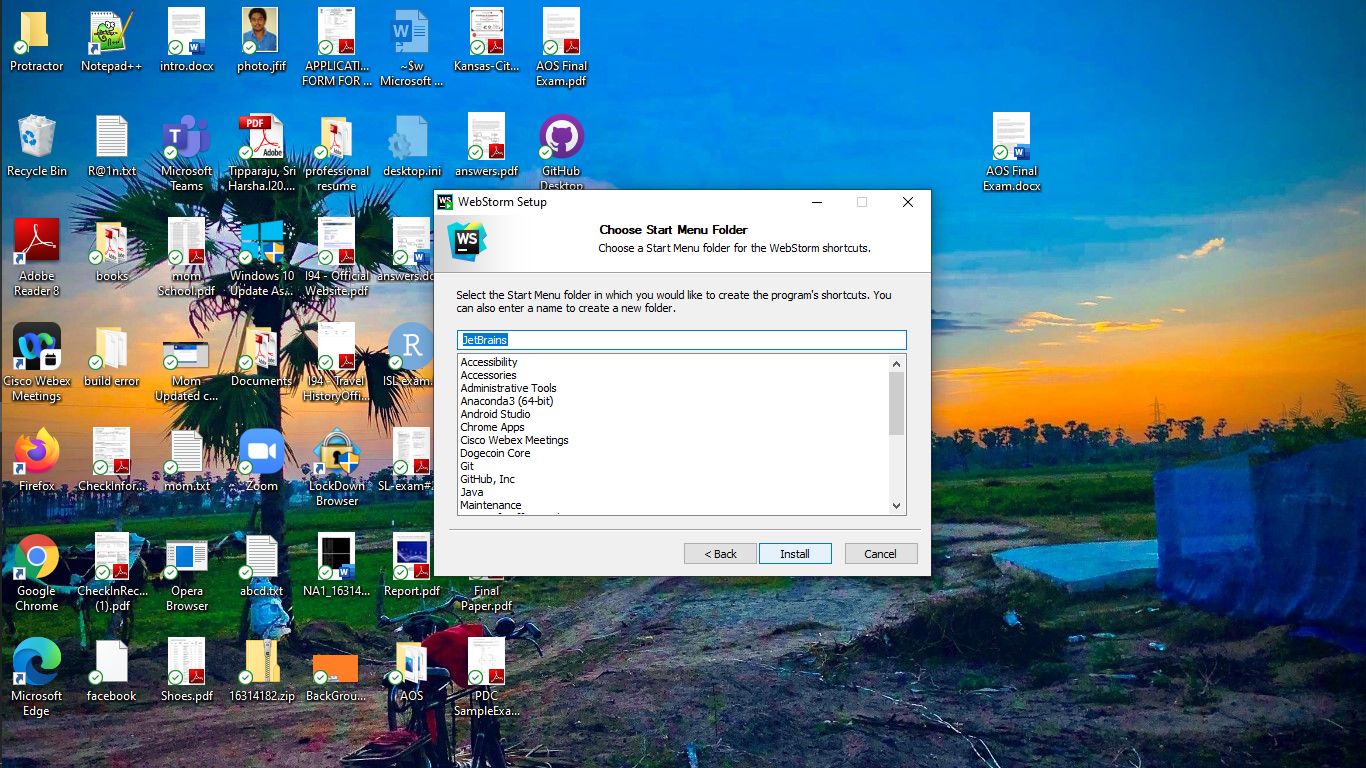 Protractor
Notepad++
intro.docx
photo.jfif
APPLICATI...
FORM FOR ...
~$w
Microsoft ...
Kansas-Cit...
AOS Final
Exam.pdf
Recycle Bin
R@1n.txt
Microsoft
Teams
Tipparaju, Sri
Harsha.I20....
professional
resume
desktop.ini
answers.pdf
GitHub
Desktop
AOS Final
Exam.docx
Adobe
Reader 8
books
mom
School.pdf
Windows 10
Update As...
I94 - Official
Website.pdf
answers.do
Cisco Webex
Meetings
build error
Mom
Updated c...
Documents
I94 - Travel
HistoryOffi...
ISL exam.
Firefox
CheckInfor...
mom.txt
Zoom
LockDown
Browser
SL-exam#2
Google
Chrome
CheckInRec...
(1).pdf
Opera
Browser
abcd.txt
NA1_16314...
Report.pdf
Final
Paper.pdf
Microsoft
Edge
facebook
Shoes.pdf
16314182.zip
BackGrou...
AOS
PDC
SampleExa...
WS WebStorm Setup
WS
Choose Start Menu Folder
Choose a Start Menu folder for the WebStorm shortcuts.
Select the Start Menu folder in which you would like to create the program's shortcuts. You
can also enter a name to create a new folder.
JetBrains
Accessibility
Accessories
Administrative Tools
Anaconda3 (64-bit)
Android Studio
Chrome Apps
Cisco Webex Meetings
Dogecoin Core
Git
GitHub, Inc
Java
Maintenance
< Back
Install
Cancel